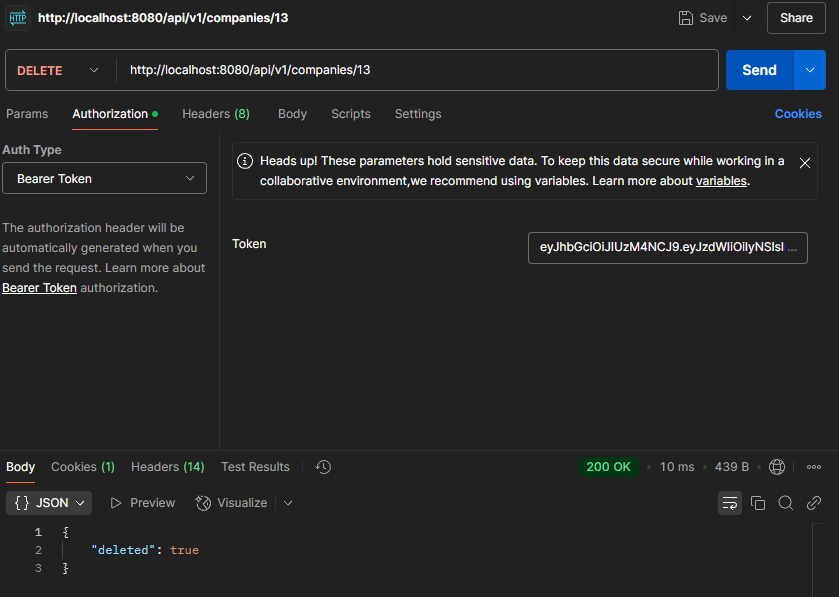 HTTP http://localhost:8080/api/v1/companies/13 Save Share
DELETE http://localhost:8080/api/v1/companies/13 Send
Params Authorization Headers (8) Body Scripts Settings Cookies
Auth Type
Bearer Token
The authorization header will be
automatically generated when you
send the request. Learn more about
Bearer Token authorization.
Heads up! These parameters hold sensitive data. To keep this data secure while working in a
collaborative environment,we recommend using variables. Learn more about variables.
Token eyJhbGciOiJIUzM4NCJ9.eyJzdWIiOiIyNSIsI ...
Body Cookies (1) Headers (14) Test Results 200 OK • 10 ms • 439 B
{} JSON Preview Visualize
1 {
2 "deleted": true
3 }